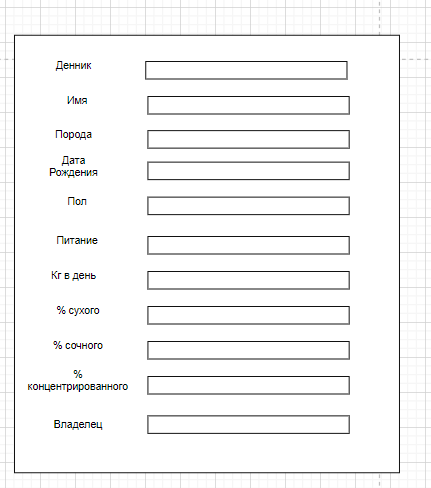 Денник
Имя
Порода
Дата
Рождения
Пол
Питание
Кг в день
% сухого
% сочного
%
концентрированного
Владелец